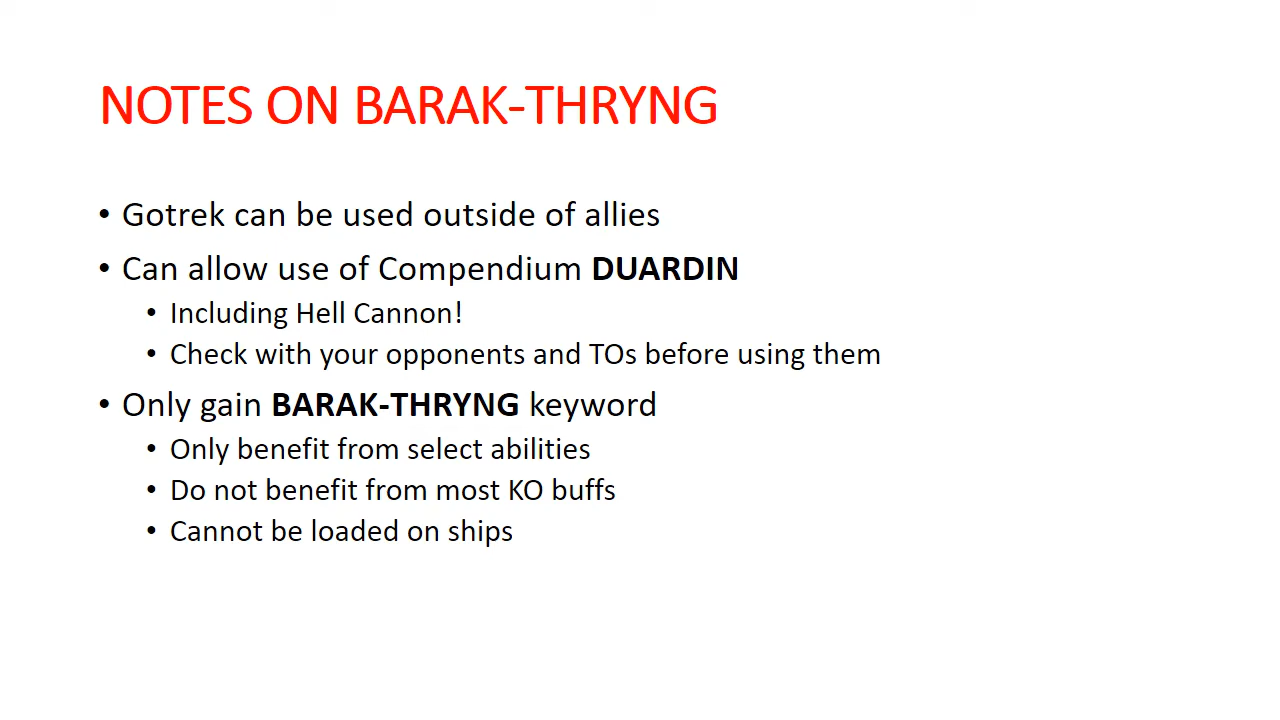 NOTES ON BARAK-THRYNG
• Gotrek can be used outside of allies
• Can allow use of Compendium DUARDIN
• Including Hell Cannon!
• Check with your opponents and TOs before using them
• Only gain BARAK-THRYNG keyword
• Only benefit from select abilities
• Do not benefit from most KO buffs
• Cannot be loaded on ships